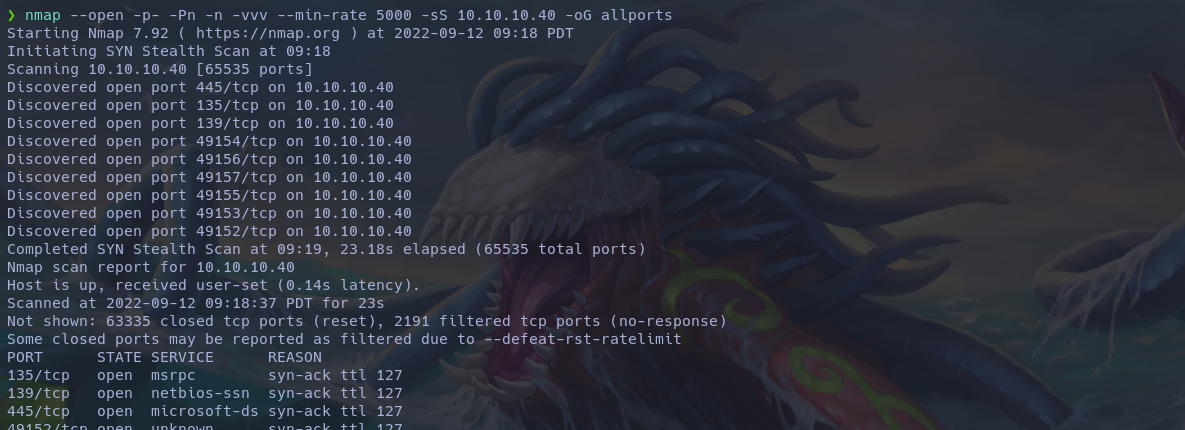 ❯ nmap --open -p- -Pn -n -vvv --min-rate 5000 -sS 10.10.10.40 -oG allports
Starting Nmap 7.92 ( https://nmap.org ) at 2022-09-12 09:18 PDT
Initiating SYN Stealth Scan at 09:18
Scanning 10.10.10.40 [65535 ports]
Discovered open port 445/tcp on 10.10.10.40
Discovered open port 135/tcp on 10.10.10.40
Discovered open port 139/tcp on 10.10.10.40
Discovered open port 49154/tcp on 10.10.10.40
Discovered open port 49156/tcp on 10.10.10.40
Discovered open port 49157/tcp on 10.10.10.40
Discovered open port 49155/tcp on 10.10.10.40
Discovered open port 49153/tcp on 10.10.10.40
Discovered open port 49152/tcp on 10.10.10.40
Completed SYN Stealth Scan at 09:19, 23.18s elapsed (65535 total ports)
Nmap scan report for 10.10.10.40
Host is up, received user-set (0.14s latency).
Scanned at 2022-09-12 09:18:37 PDT for 23s
Not shown: 63335 closed tcp ports (reset), 2191 filtered tcp ports (no-response)
Some closed ports may be reported as filtered due to --defeat-rst-ratelimit
PORT      STATE SERVICE      REASON
135/tcp   open  msrpc        syn-ack ttl 127
139/tcp   open  netbios-ssn  syn-ack ttl 127
445/tcp   open  microsoft-ds syn-ack ttl 127
49152/tcp open  unknown      syn-ack ttl 127